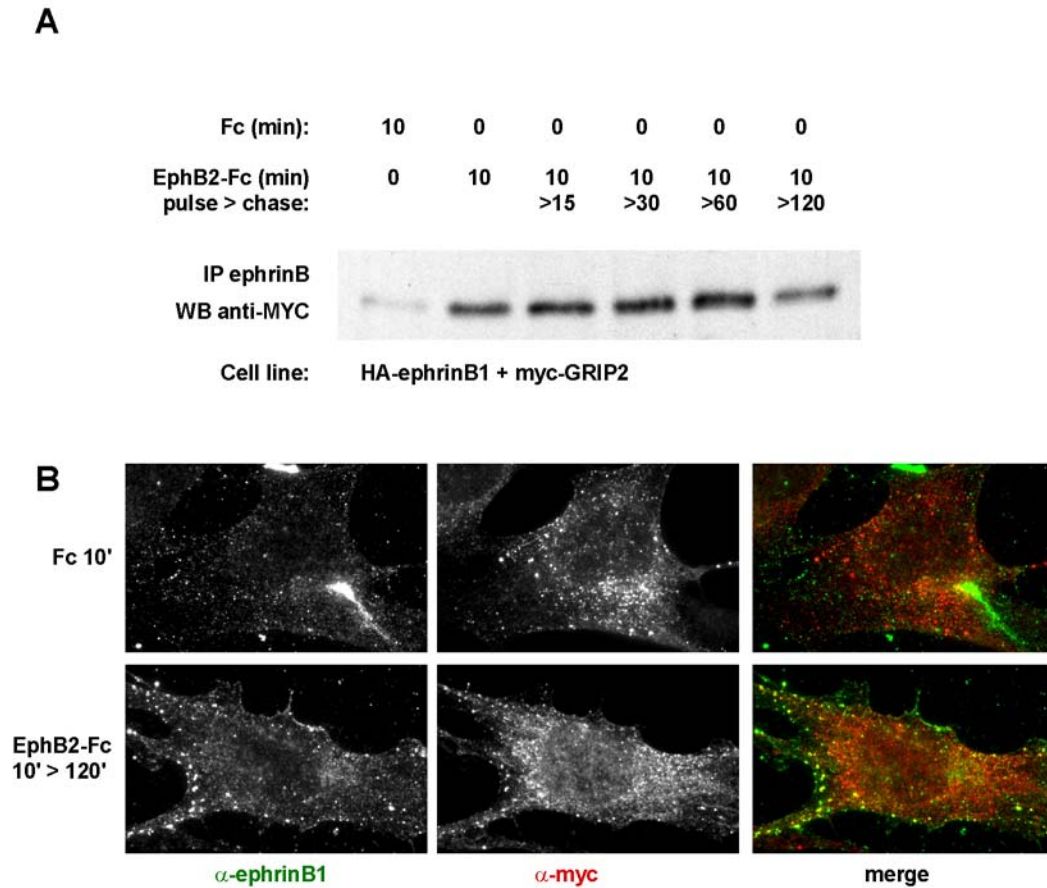 A
Fc (min): 10 0 0 0 0 0
EphB2-Fc (min) 0 10 10 10 10 10
pulse > chase: >15 >30 >60 >120
IP ephrinB
WB anti-MYC
Cell line: HA-ephrinB1 + myc-GRIP2
B
Fc 10'
EphB2-Fc
10' > 120'
α-ephrinB1 α-myc merge